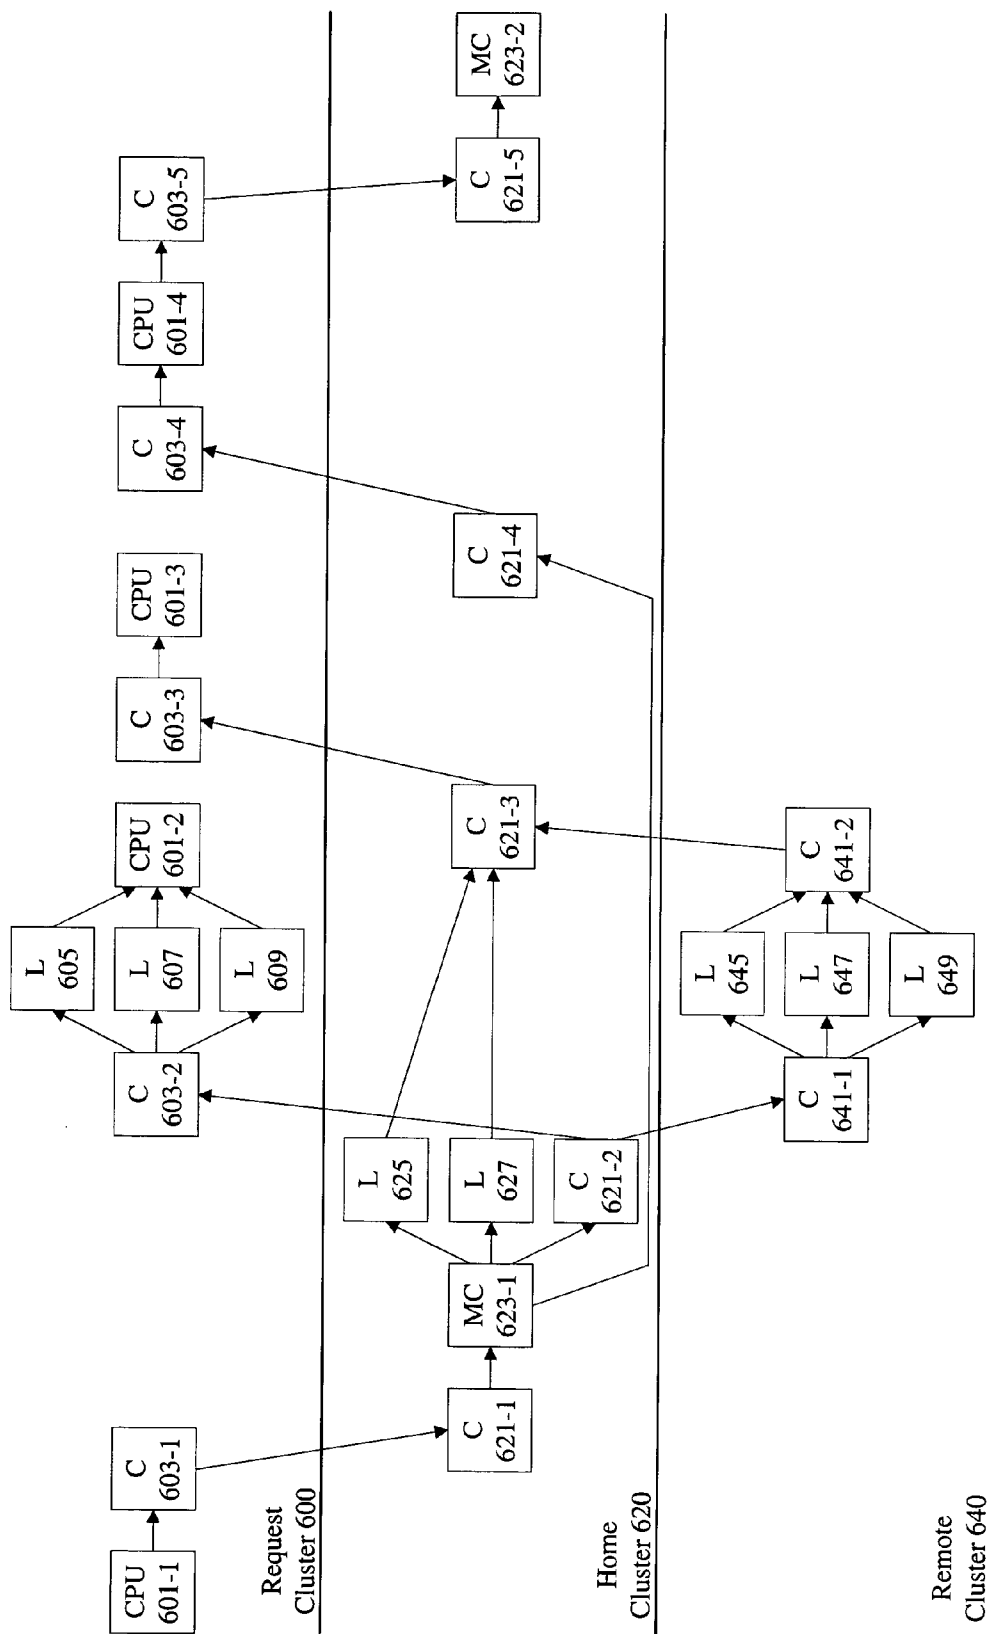 CPU
601-1
C
603-1
C
603-2
L
605
L
607
L
609
CPU
601-2
C
603-3
CPU
601-3
C
603-4
CPU
601-4
C
603-5
Request
Cluster 600
C
621-1
MC
623-1
L
625
L
627
C
621-2
C
621-3
C
621-4
C
621-5
MC
623-2
Home
Cluster 620
C
641-1
L
645
L
647
L
649
C
641-2
Remote
Cluster 640